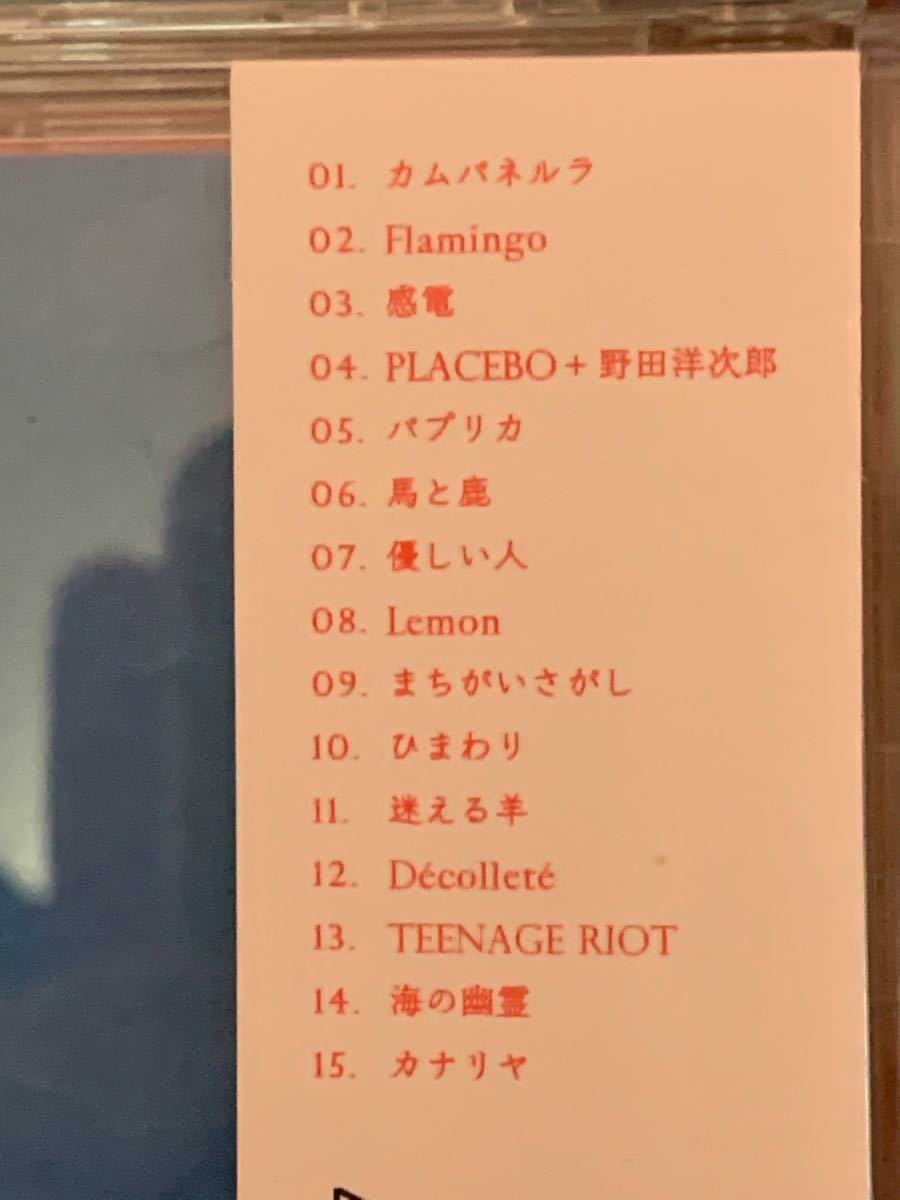 01. カムパネルラ
02. Flamingo
03. 感電
04. PLACEBO + 野田洋次郎
05. パプリカ
06. 馬と鹿
07. 優しい人
08. Lemon
09. まちがいさがし
10. ひまわり
11. 迷える羊
12. Décolleté
13. TEENAGE RIOT
14. 海の幽霊
15. カナリヤ